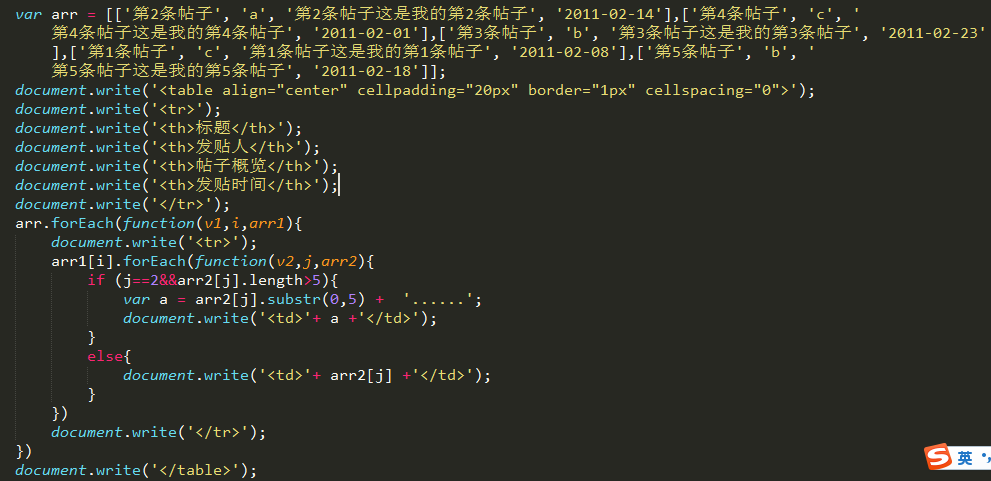 var arr = [['第2条帖子', 'a', '第2条帖子这是我的第2条帖子', '2011-02-14'],['第4条帖子', 'c', '
第4条帖子这是我的第4条帖子', '2011-02-01'],['第3条帖子', 'b', '第3条帖子这是我的第3条帖子', '2011-02-23'
],['第1条帖子', 'c', '第1条帖子这是我的第1条帖子', '2011-02-08'],['第5条帖子', 'b', '
第5条帖子这是我的第5条帖子', '2011-02-18']];
document.write('<table align="center" cellpadding="20px" border="1px" cellspacing="0">');
document.write('<tr>');
document.write('<th>标题</th>');
document.write('<th>发贴人</th>');
document.write('<th>帖子概览</th>');
document.write('<th>发贴时间</th>');
document.write('</tr>');
arr.forEach(function(v1,i,arr1){
document.write('<tr>');
arr1[i].forEach(function(v2,j,arr2){
if (j==2&&arr2[j].length>5){
var a = arr2[j].substr(0,5) +  '......';
document.write('<td>'+ a +'</td>');
}
else{
document.write('<td>'+ arr2[j] +'</td>');
}
})
document.write('</tr>');
})
document.write('</table>');
S 英